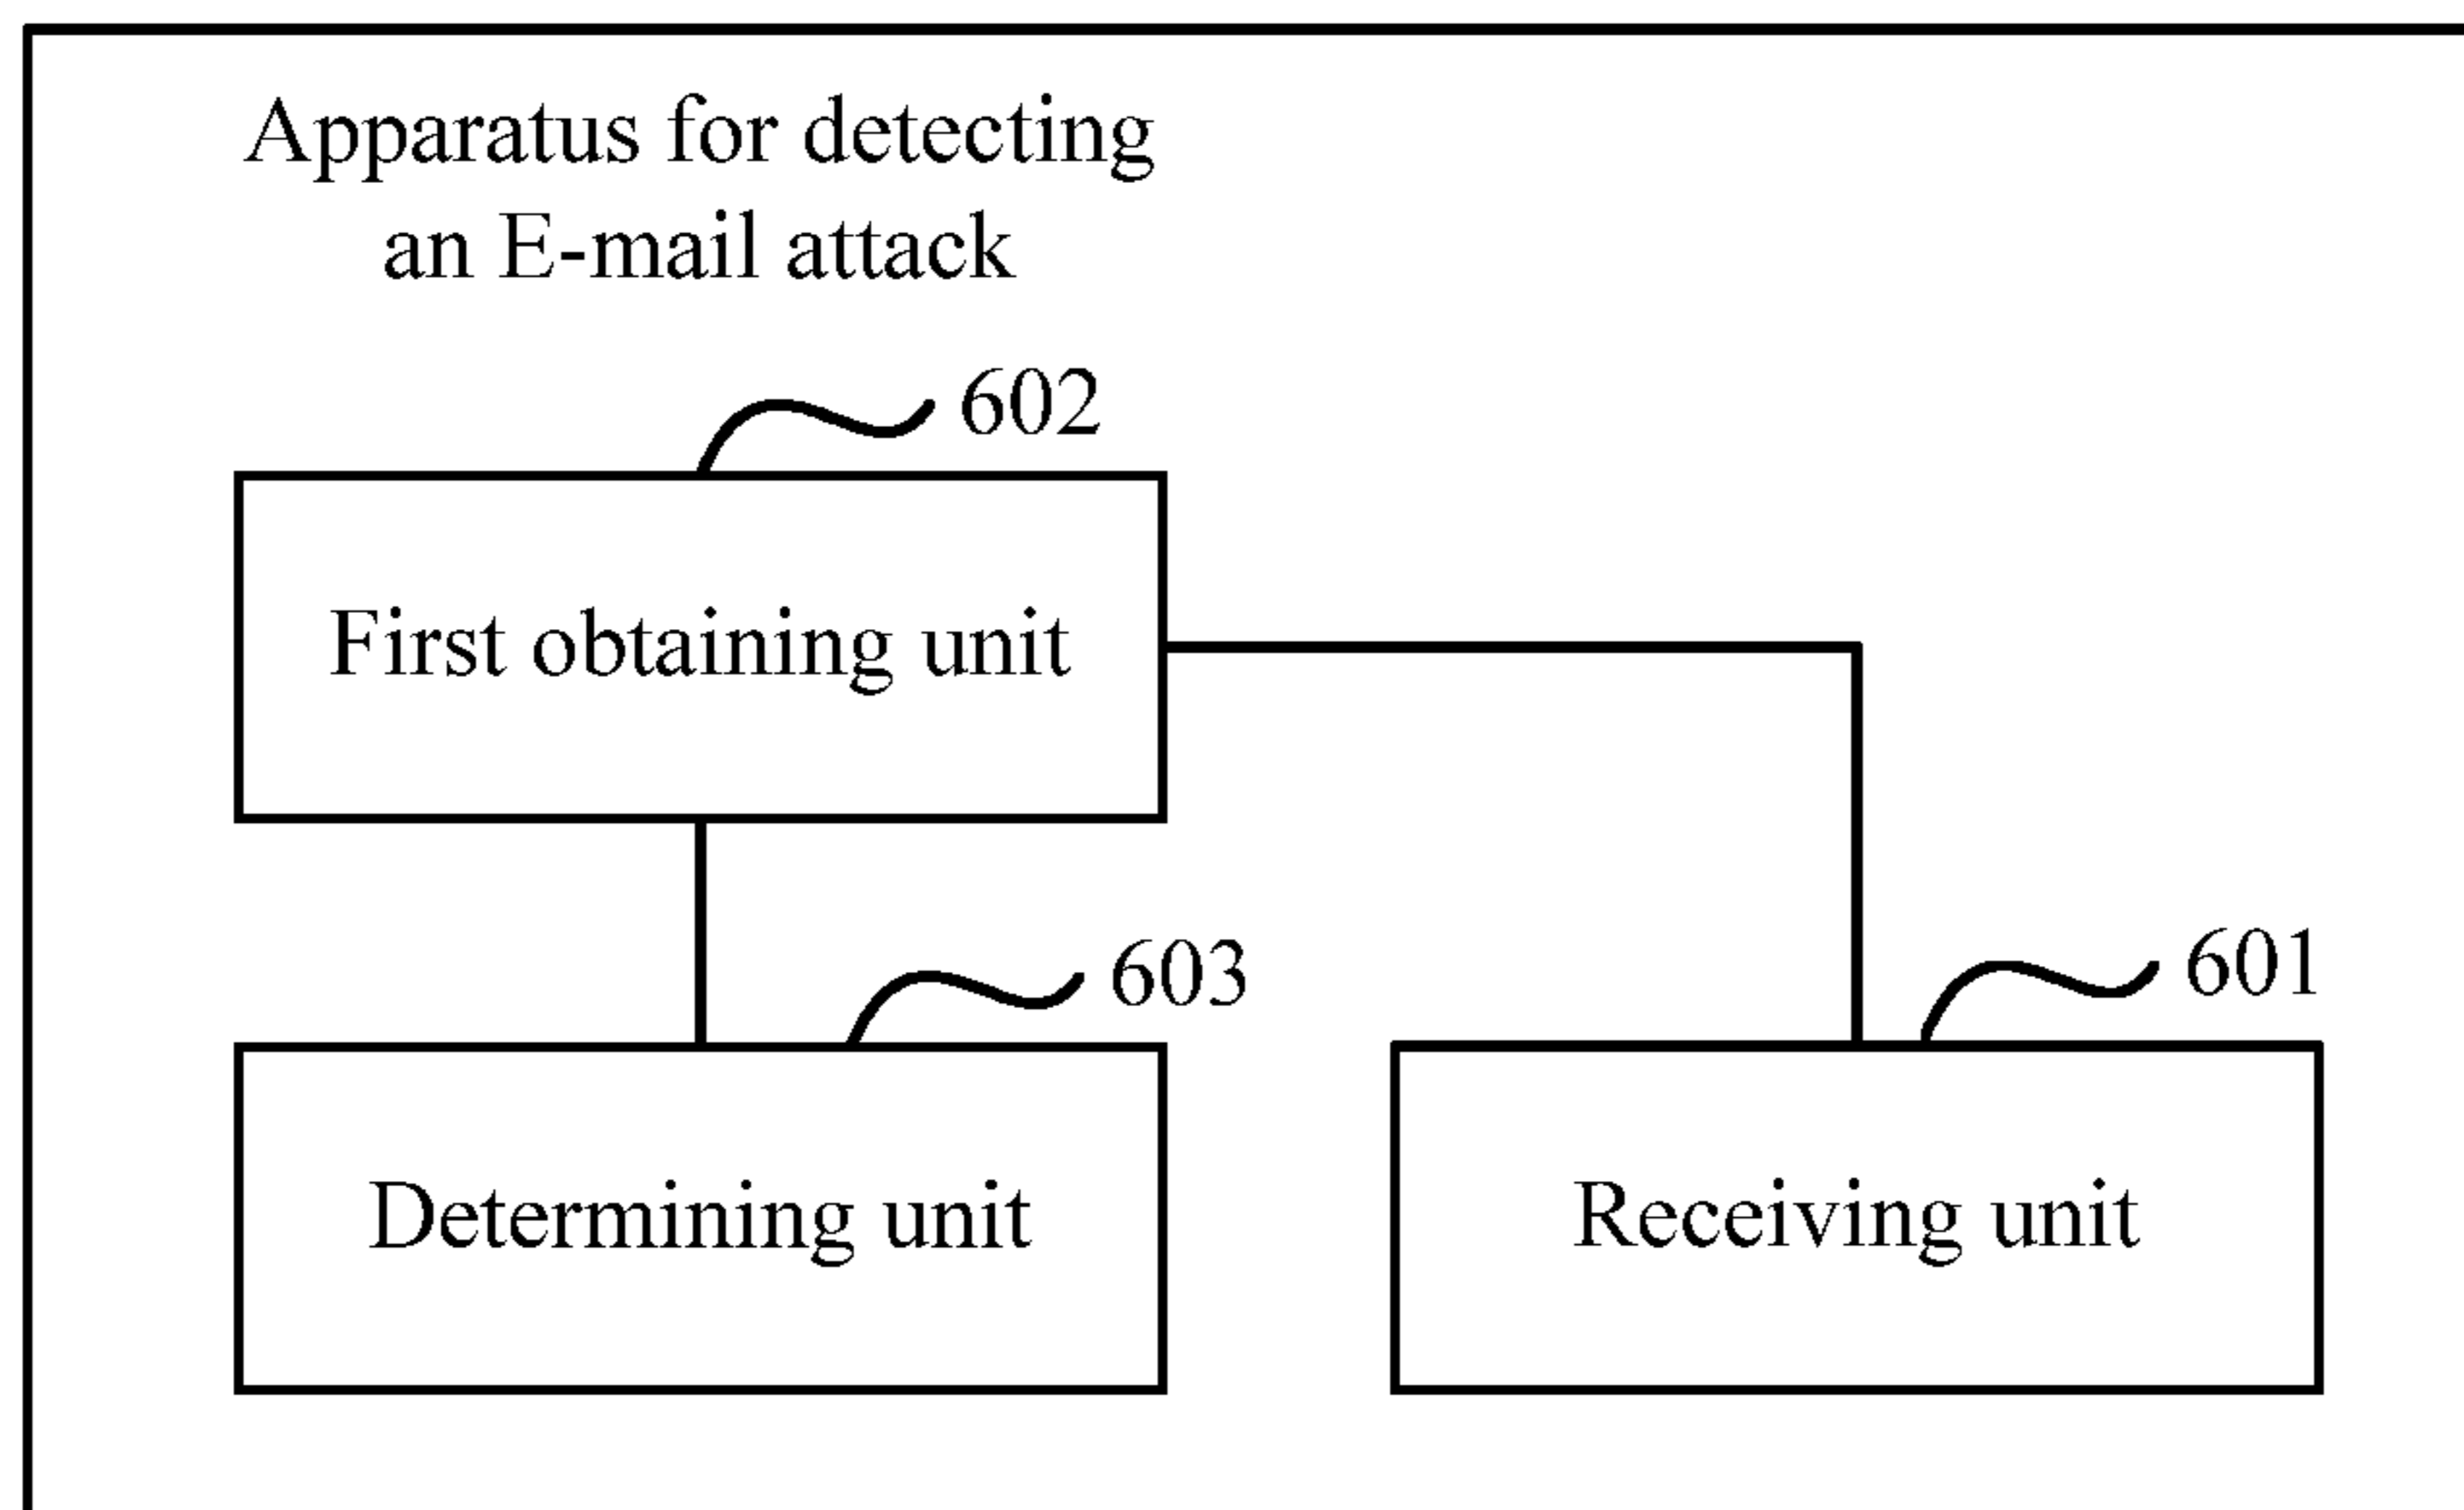 Apparatus for detecting
an E-mail attack
602
First obtaining unit
603
601
Determining unit
Receiving unit